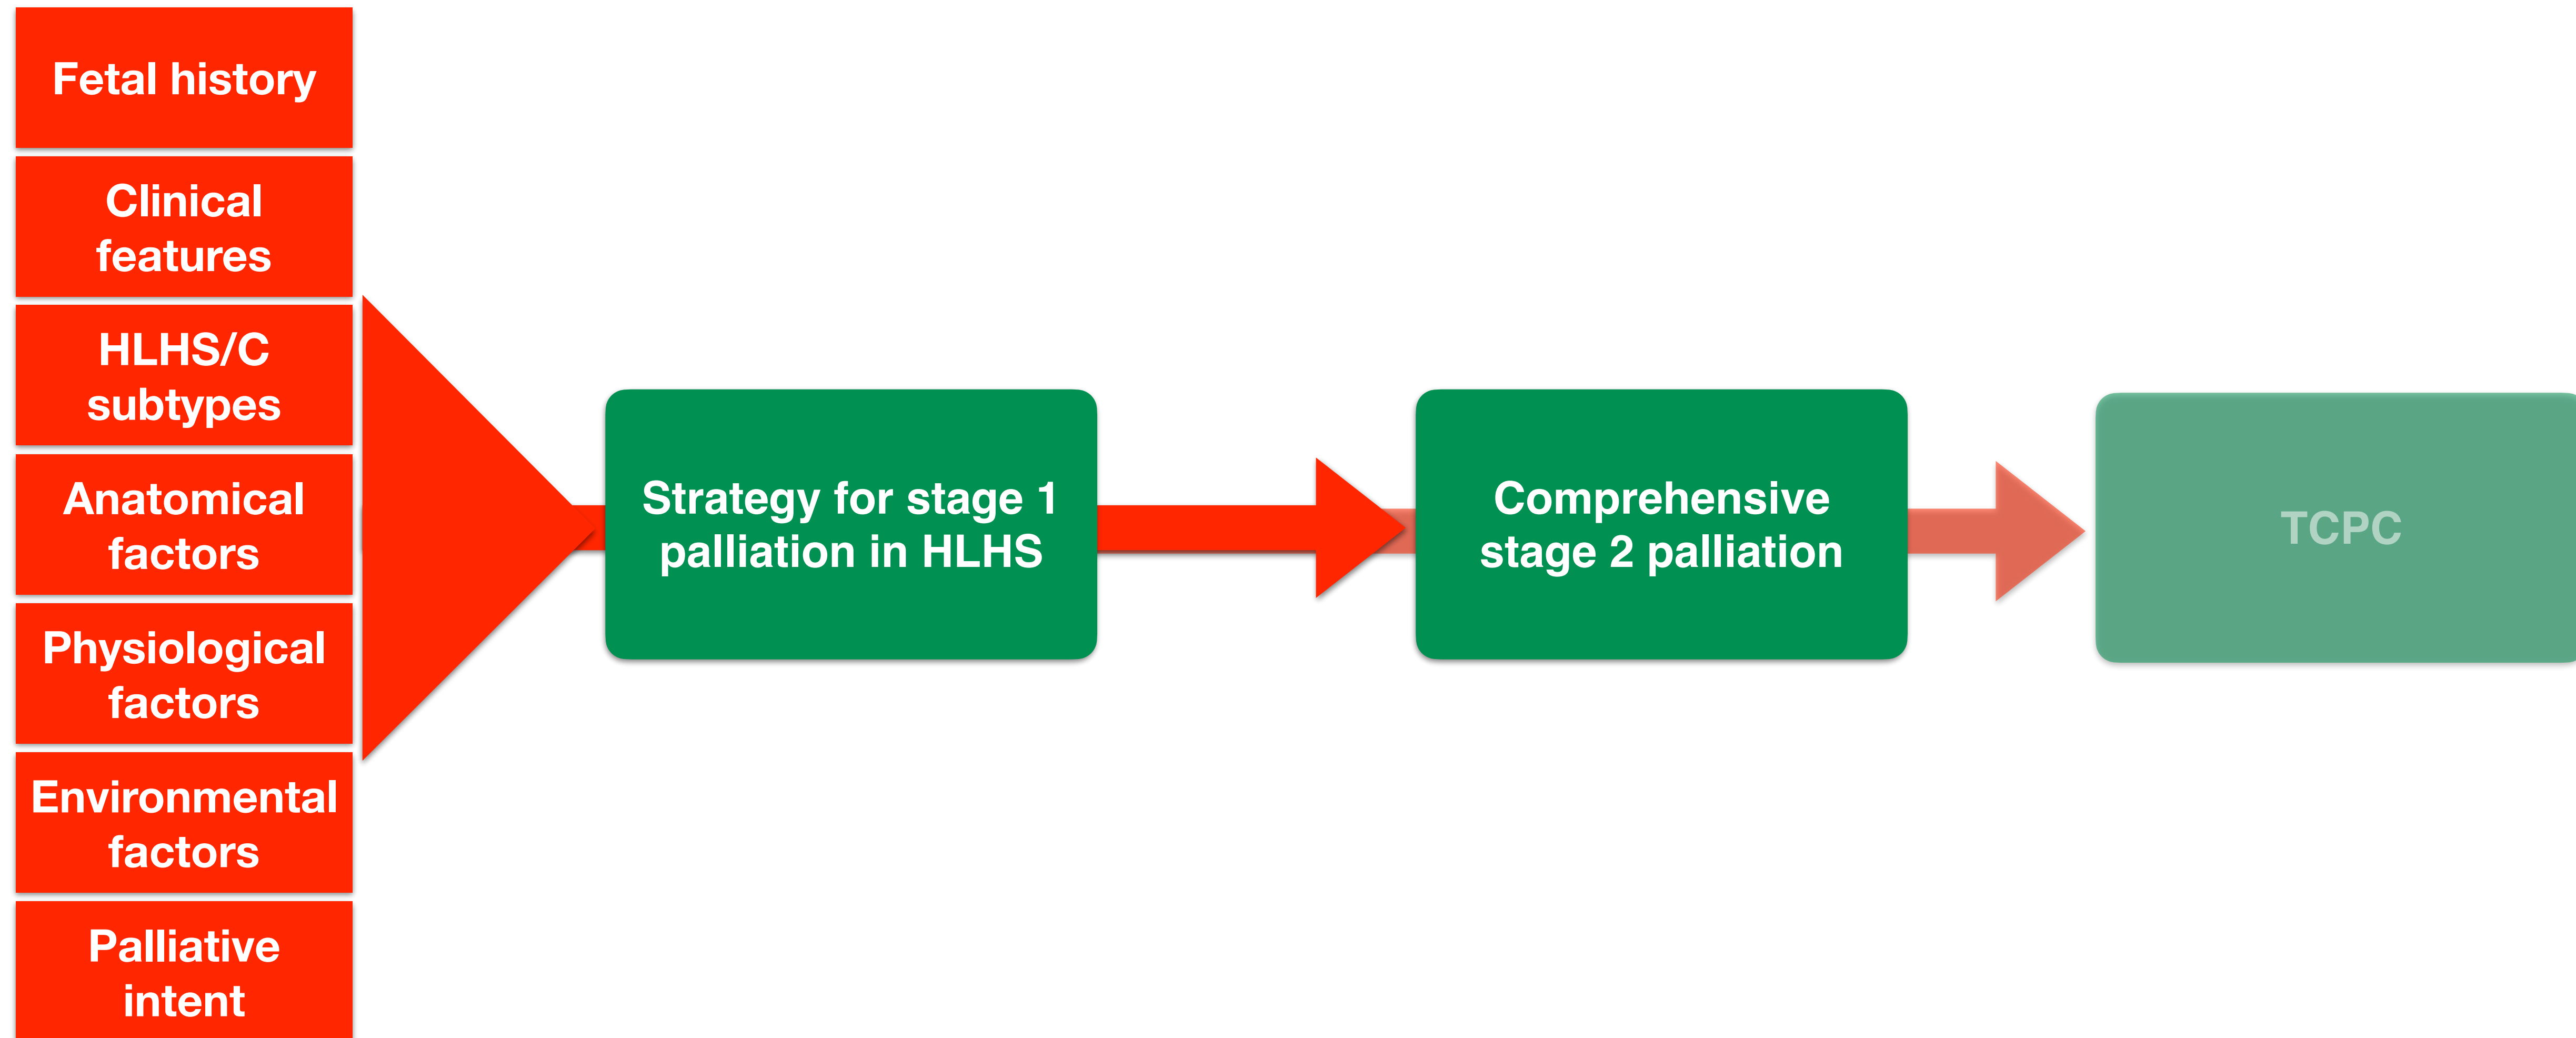 Fetal history
Clinical
features
HLHS/C
subtypes
Anatomical
factors
Physiological
factors
Environmental
factors
Palliative
intent
Strategy for stage 1
palliation in HLHS
Comprehensive
stage 2 palliation
TCPC